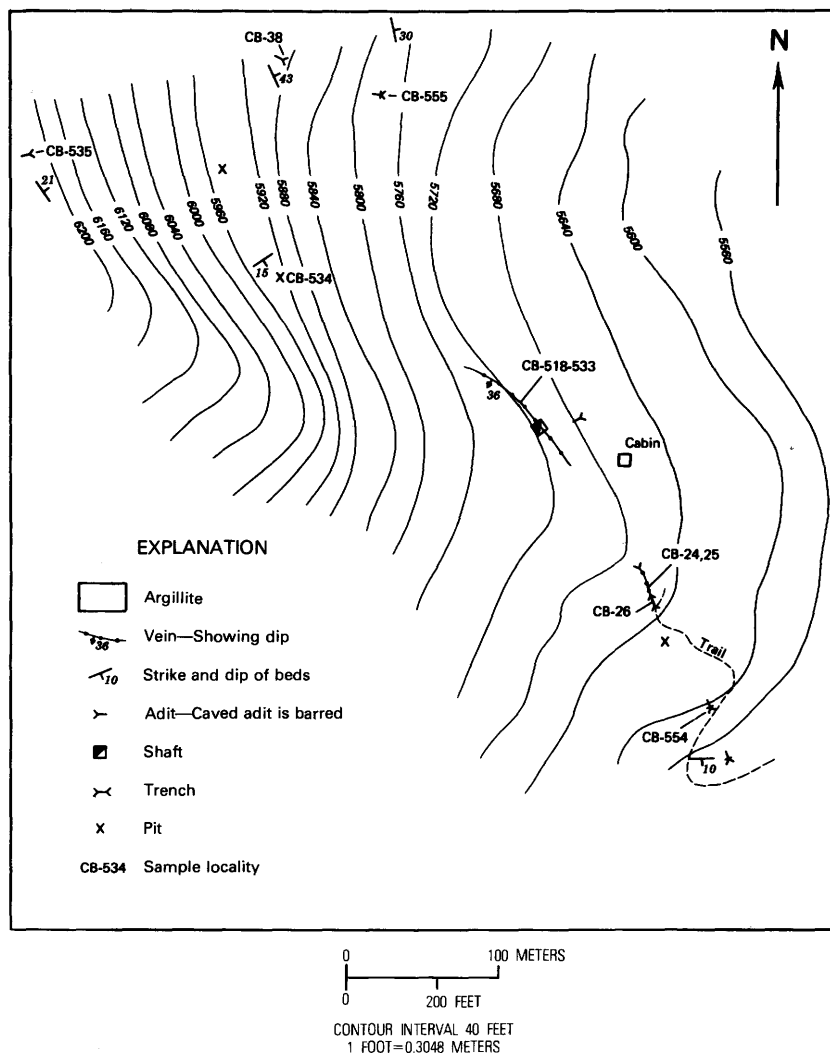 CB-38
30
N
43
CB-555
CB-535
21
6200
6160
6120
6080
6040
6000
5960
5920
5880
5840
5800
5760
5720
5680
5640
5600
5560
15
CB-534
CB-518-533
36
Cabin
CB-24,25
CB-26
Trail
CB-554
10
EXPLANATION
Argillite
36
Vein—Showing dip
10
Strike and dip of beds
Adit—Caved adit is barred
Shaft
Trench
Pit
CB-534 Sample locality
0 100 METERS
0 200 FEET
CONTOUR INTERVAL 40 FEET
1 FOOT=0.3048 METERS